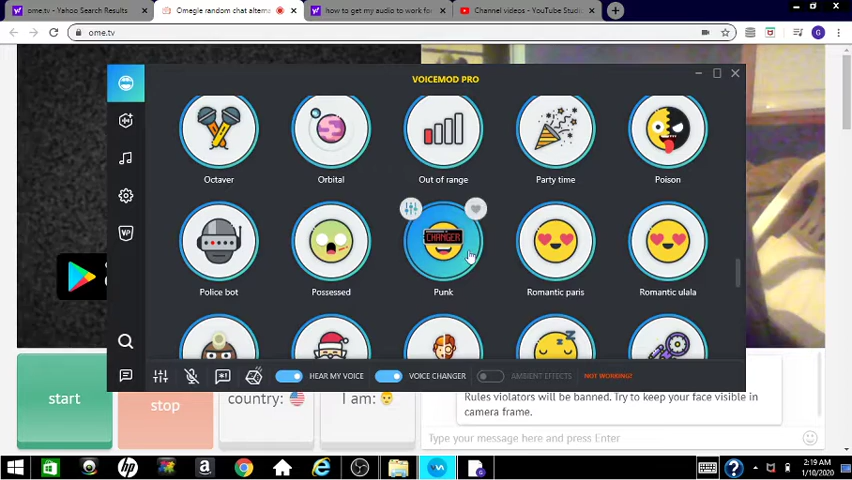 ome.tv - Yahoo Search Results
Omegle random chat altern
how to get my audio to work for
Channel videos - YouTube Studi
ome.tv
G
VOICEMOD PRO
Octaver
Orbital
Out of range
Party time
Poison
CHANGER
Police bot
Possessed
Punk
Romantic paris
Romantic ulala
VP
HEAR MY VOICE
VOICE CHANGER
AMBIENT EFFECTS
NOT WORKING!
start
stop
country:
I am:
Rules violators will be banned. Try to keep your face visible in
camera frame.
Type your message here and press Enter
2:19 AM
1/10/2020